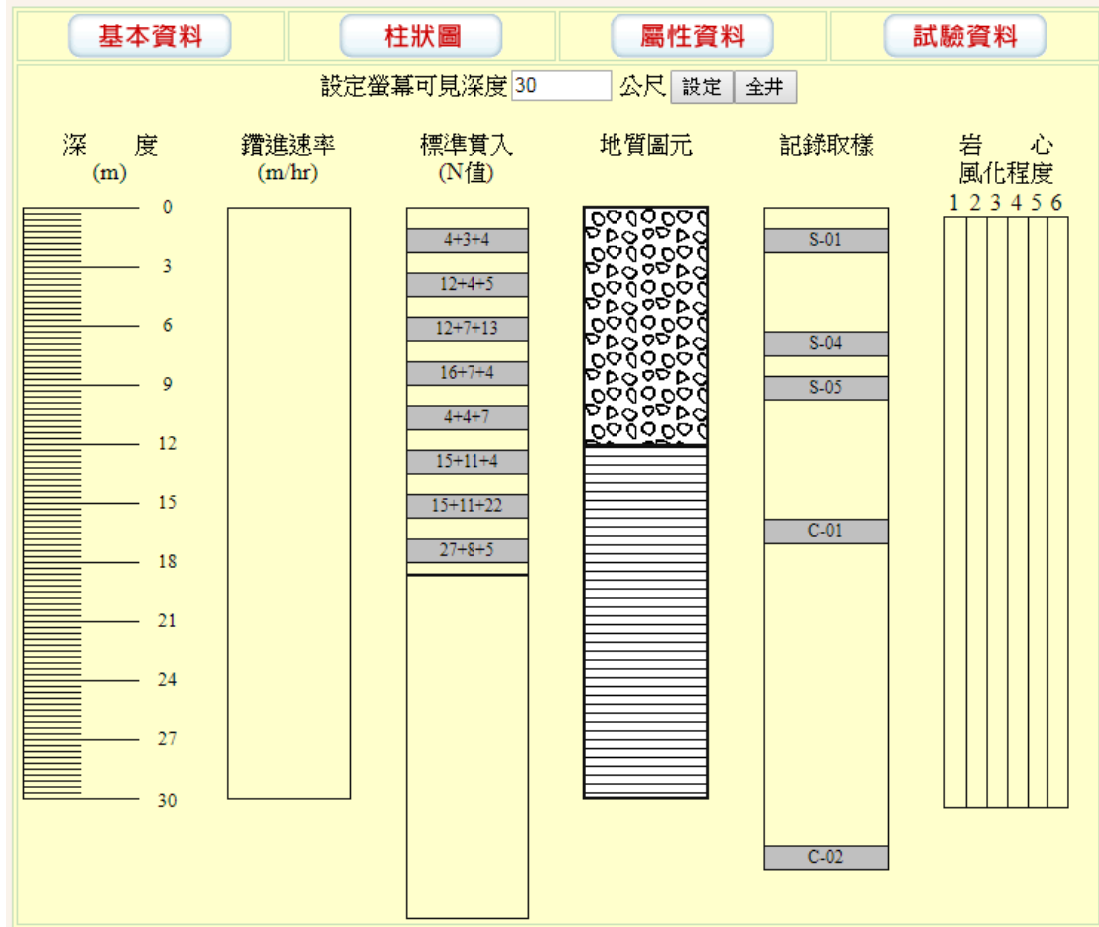 基本資料
柱狀圖
屬性資料
試驗資料
設定螢幕可見深度 30 公尺 設定 全井
深 度
(m)
鑽進速率
(m/hr)
標準貫入
(N值)
地質圖元
記錄取樣
岩 心
風化程度
1 2 3 4 5 6
0
3
6
9
12
15
18
21
24
27
30
4+3+4
12+4+5
12+7+13
16+7+4
4+4+7
15+11+4
15+11+22
27+8+5
S-01
S-04
S-05
C-01
C-02